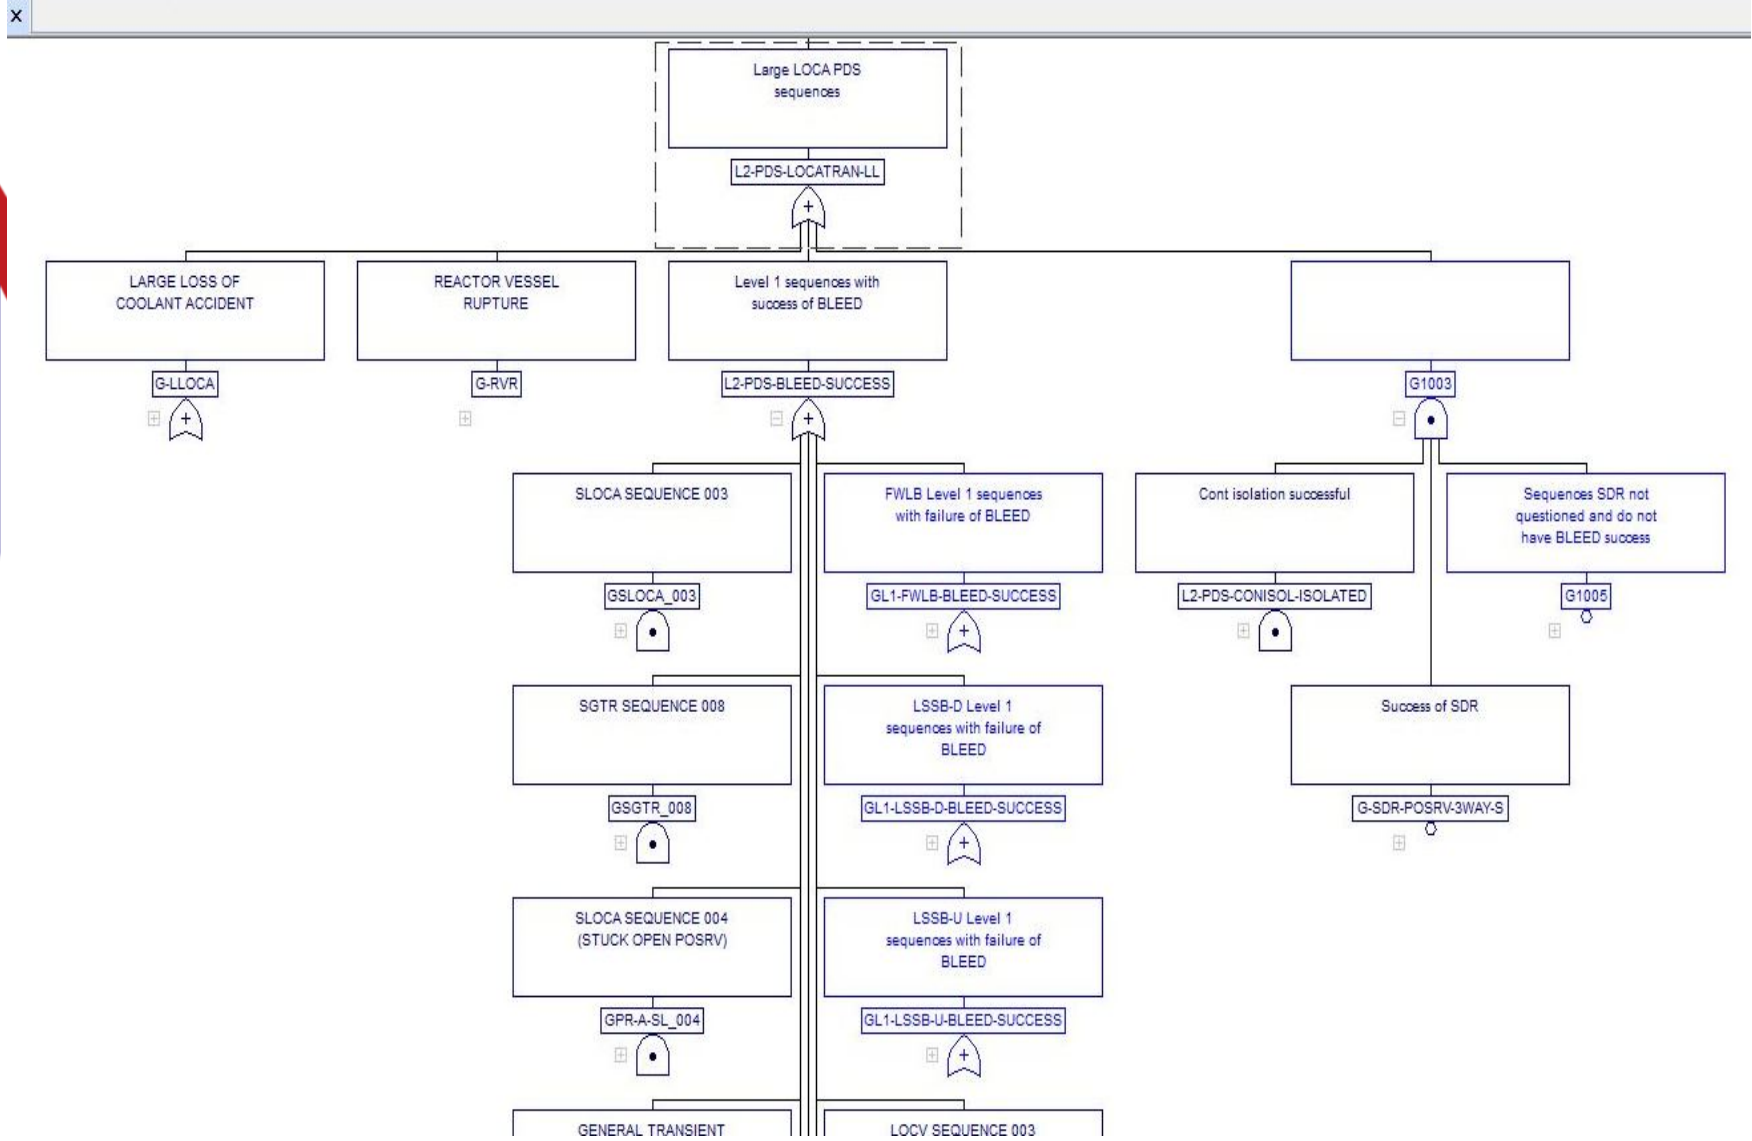 x
Large LOCA PDS
sequences
L2-PDS-LOCATRAN-LL
LARGE LOSS OF
COOLANT ACCIDENT
G-LLOCA
REACTOR VESSEL
RUPTURE
G-RVR
Level 1 sequences with
success of BLEED
L2-PDS-BLEED-SUCCESS
G1003
SLOCA SEQUENCE 003
GSLOCA_003
FWLB Level 1 sequences
with failure of BLEED
GL1-FWLB-BLEED-SUCCESS
Cont isolation successful
L2-PDS-CONISOL-ISOLATED
Sequences SDR not
questioned and do not
have BLEED success
G1005
SGTR SEQUENCE 008
GSGTR_008
LSSB-D Level 1
sequences with failure of
BLEED
GL1-LSSB-D-BLEED-SUCCESS
Success of SDR
G-SDR-POSRV-3WAY-S
SLOCA SEQUENCE 004
(STUCK OPEN POSRV)
GPR-A-SL_004
LSSB-U Level 1
sequences with failure of
BLEED
GL1-LSSB-U-BLEED-SUCCESS
GENERAL TRANSIENT
LOCV SEQUENCE 003